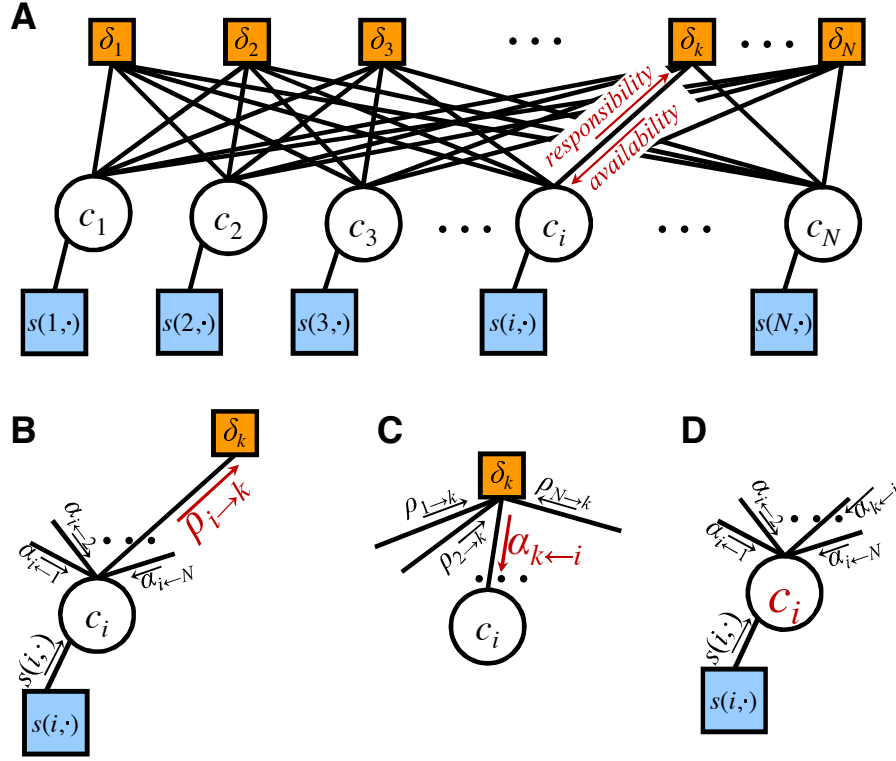 A
δ₁ δ₂ δ₃ ··· δₖ ··· δN
responsibility
availability
c₁ c₂ c₃ ··· cᵢ ··· cN
s(1,·) s(2,·) s(3,·) s(i,·) s(N,·)
B
δₖ
ρi→k
αi←2
···
αi←1
αi←N
cᵢ
s(i,·)
s(i,·)
C
δₖ
ρ1→k
ρN→k
ρ2→k
αk←i
···
cᵢ
D
αi←2
αk←i
···
αi←1
αi←N
cᵢ
s(i,·)
s(i,·)